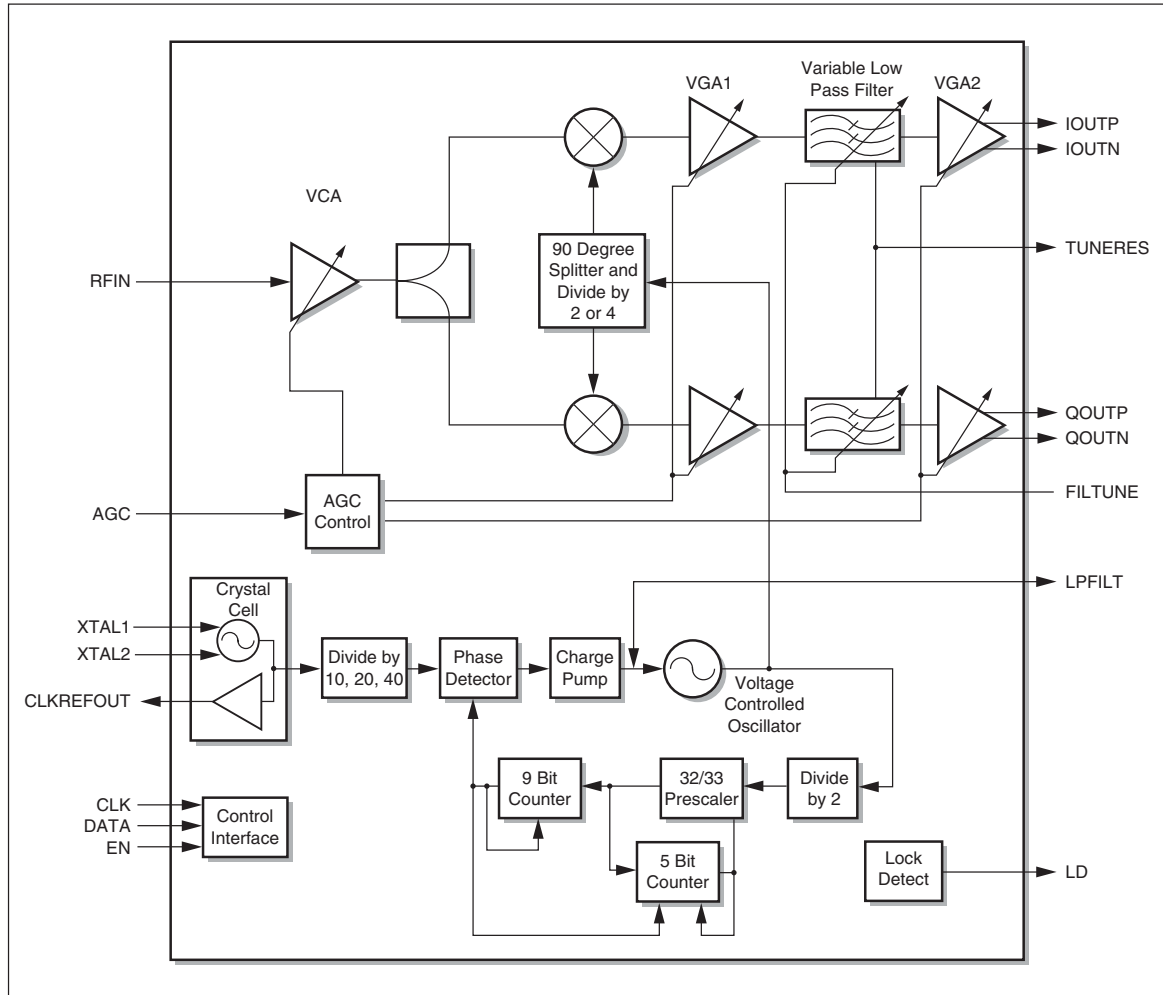 VGA1
Variable Low
Pass Filter
VGA2
IOUTP
IOUTN
VCA
90 Degree
Splitter and
Divide by
2 or 4
TUNERES
RFIN
QOUTP
QOUTN
AGC
Control
FILTUNE
AGC
Crystal
Cell
LPFILT
XTAL1
XTAL2
CLKREFOUT
Divide by
10, 20, 40
Phase
Detector
Charge
Pump
Voltage
Controlled
Oscillator
9 Bit
Counter
32/33
Prescaler
Divide
by 2
CLK
DATA
EN
Control
Interface
5 Bit
Counter
Lock
Detect
LD